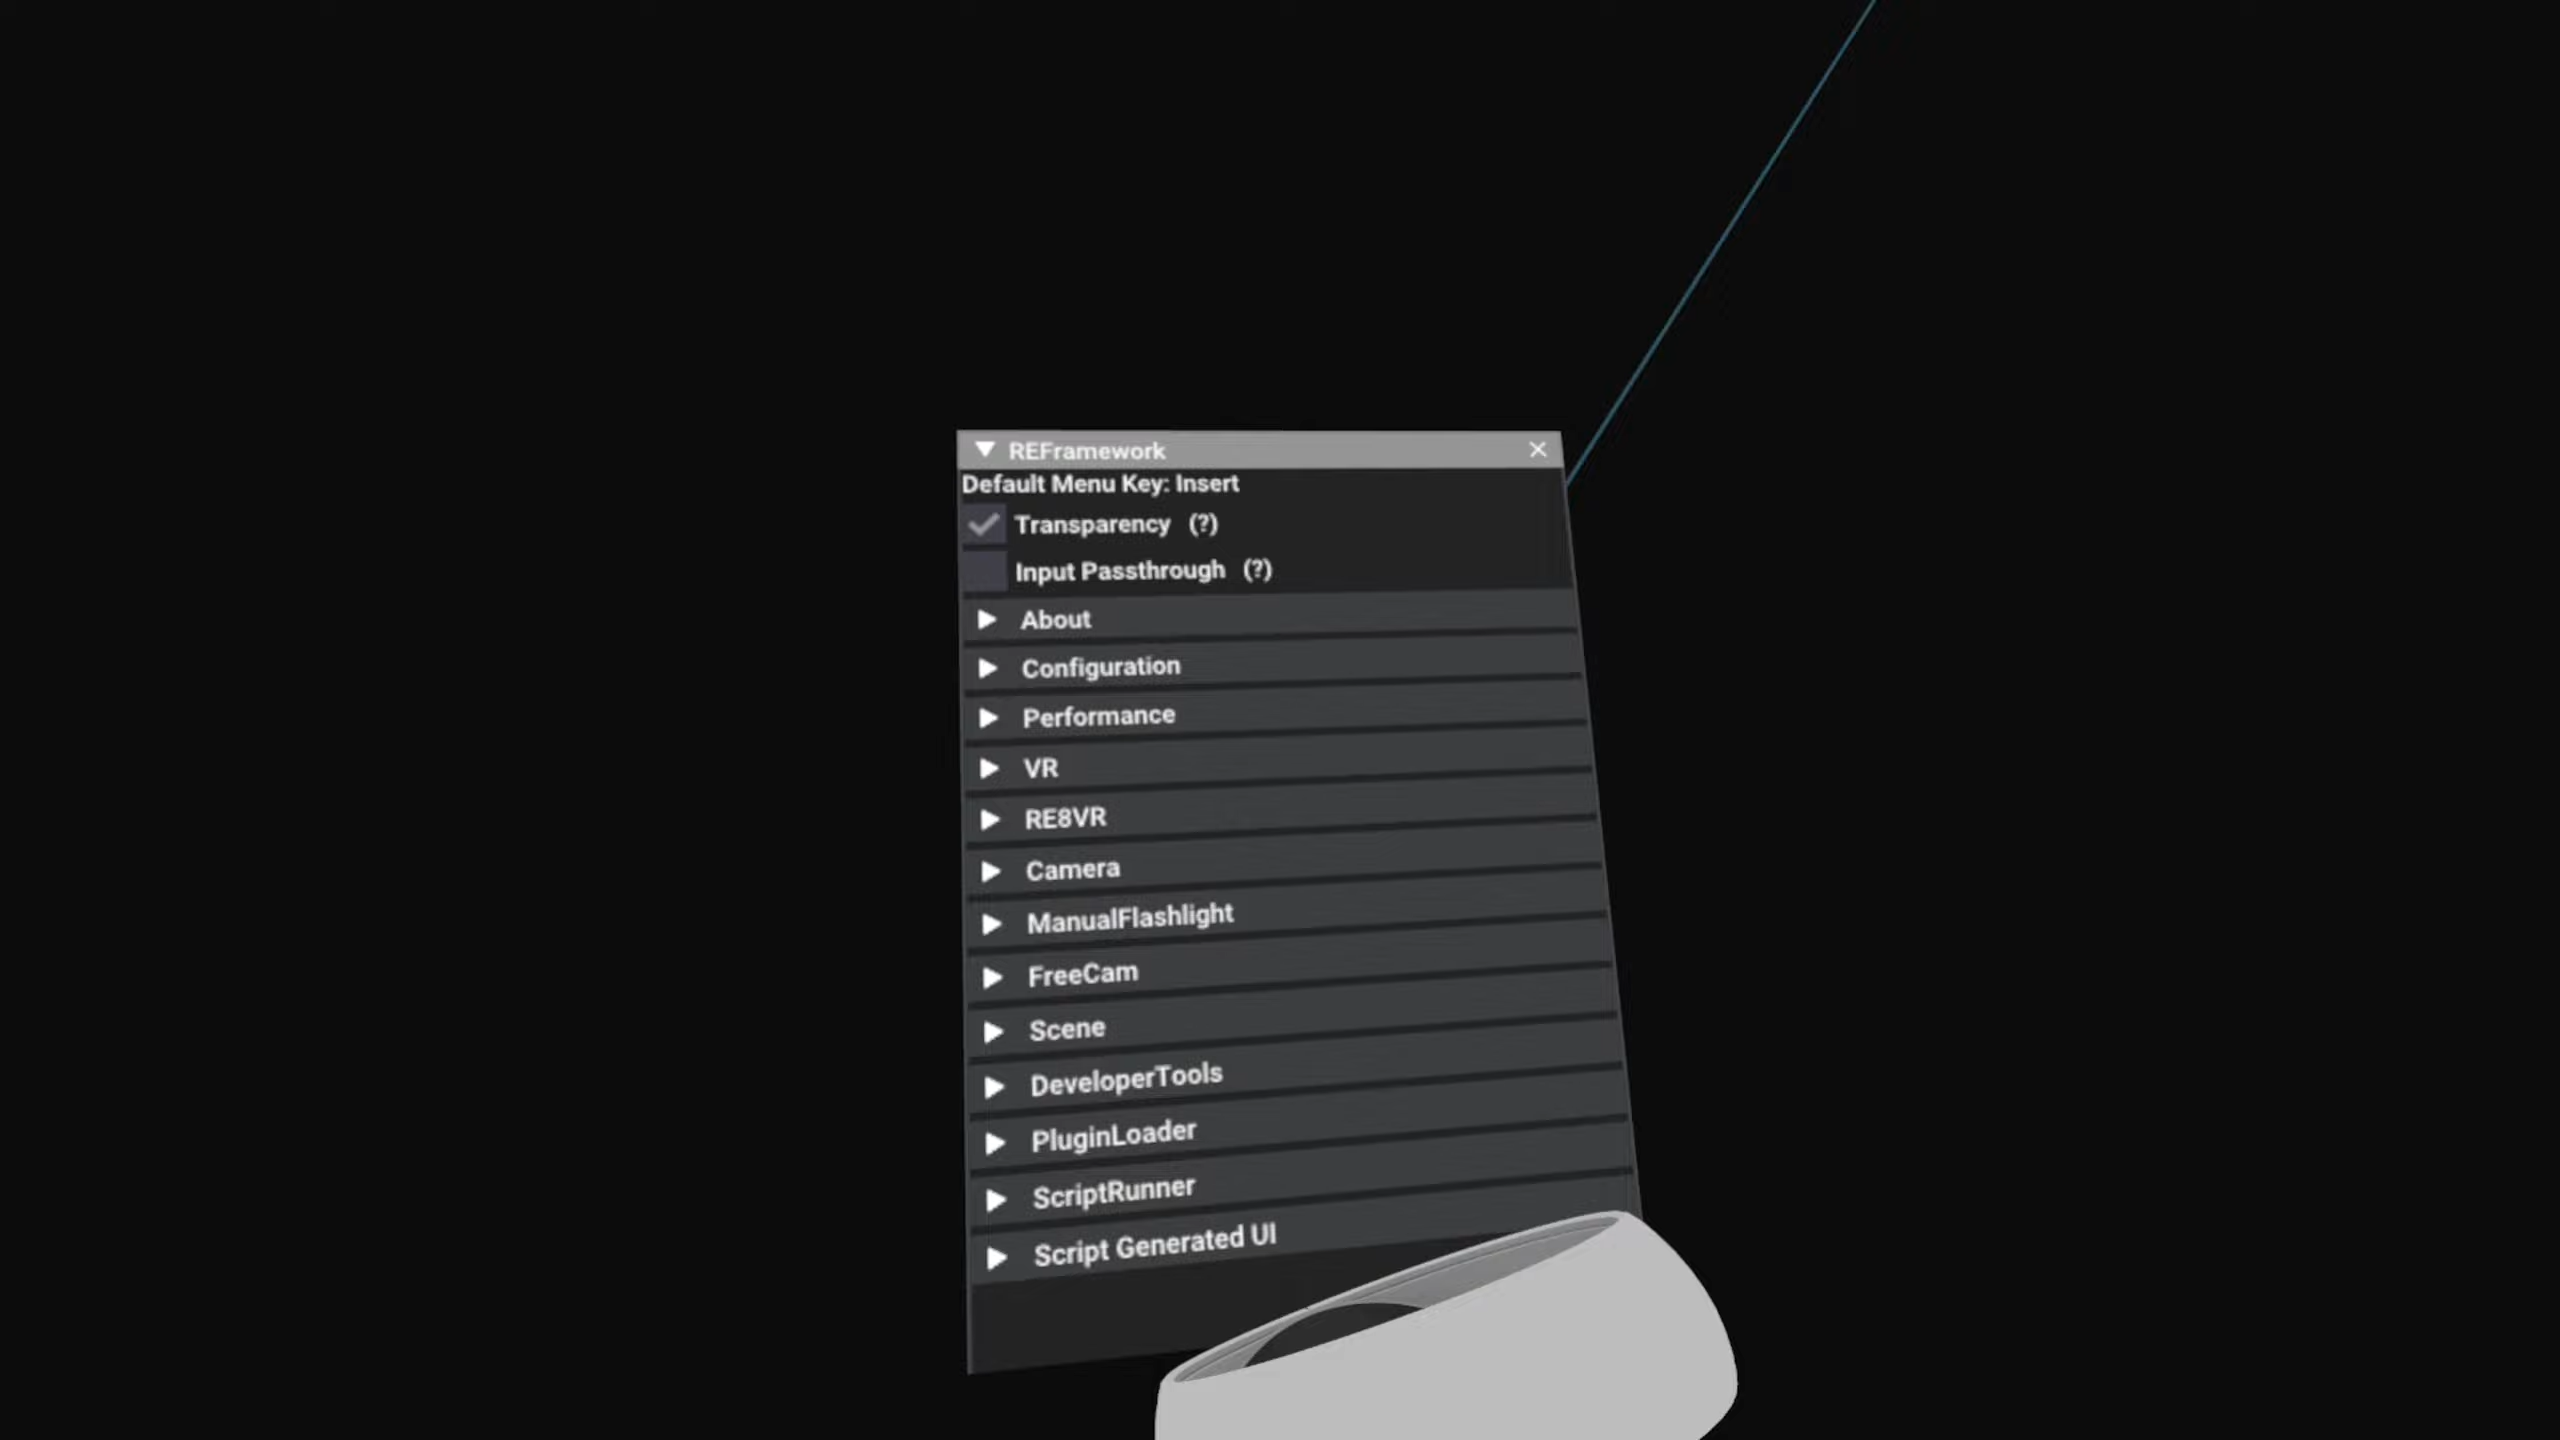 REFramework
Default Menu Key: Insert
Transparency (?)
Input Passthrough (?)
About
Configuration
Performance
VR
RE8VR
Camera
ManualFlashlight
FreeCam
Scene
DeveloperTools
PluginLoader
ScriptRunner
Script Generated UI